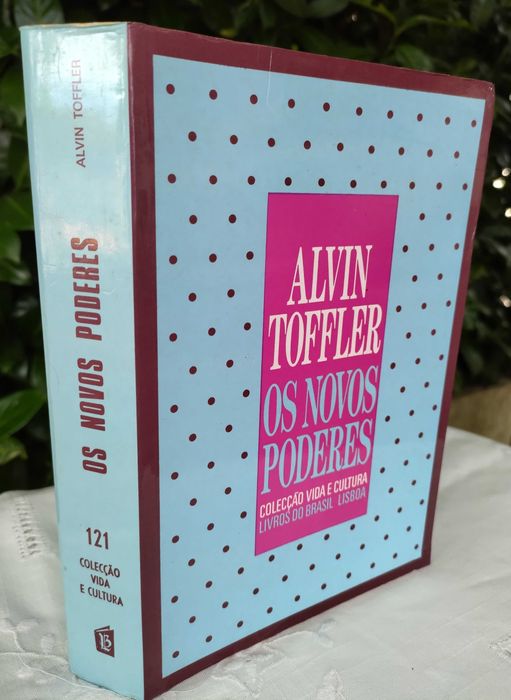 ALVIN TOFFLER
OS NOVOS PODERES
121
COLECÇÃO
VIDA
E CULTURA
ALVIN
TOFFLER
OS NOVOS
PODERES
COLECÇÃO VIDA E CULTURA
LIVROS DO BRASIL LISBOA